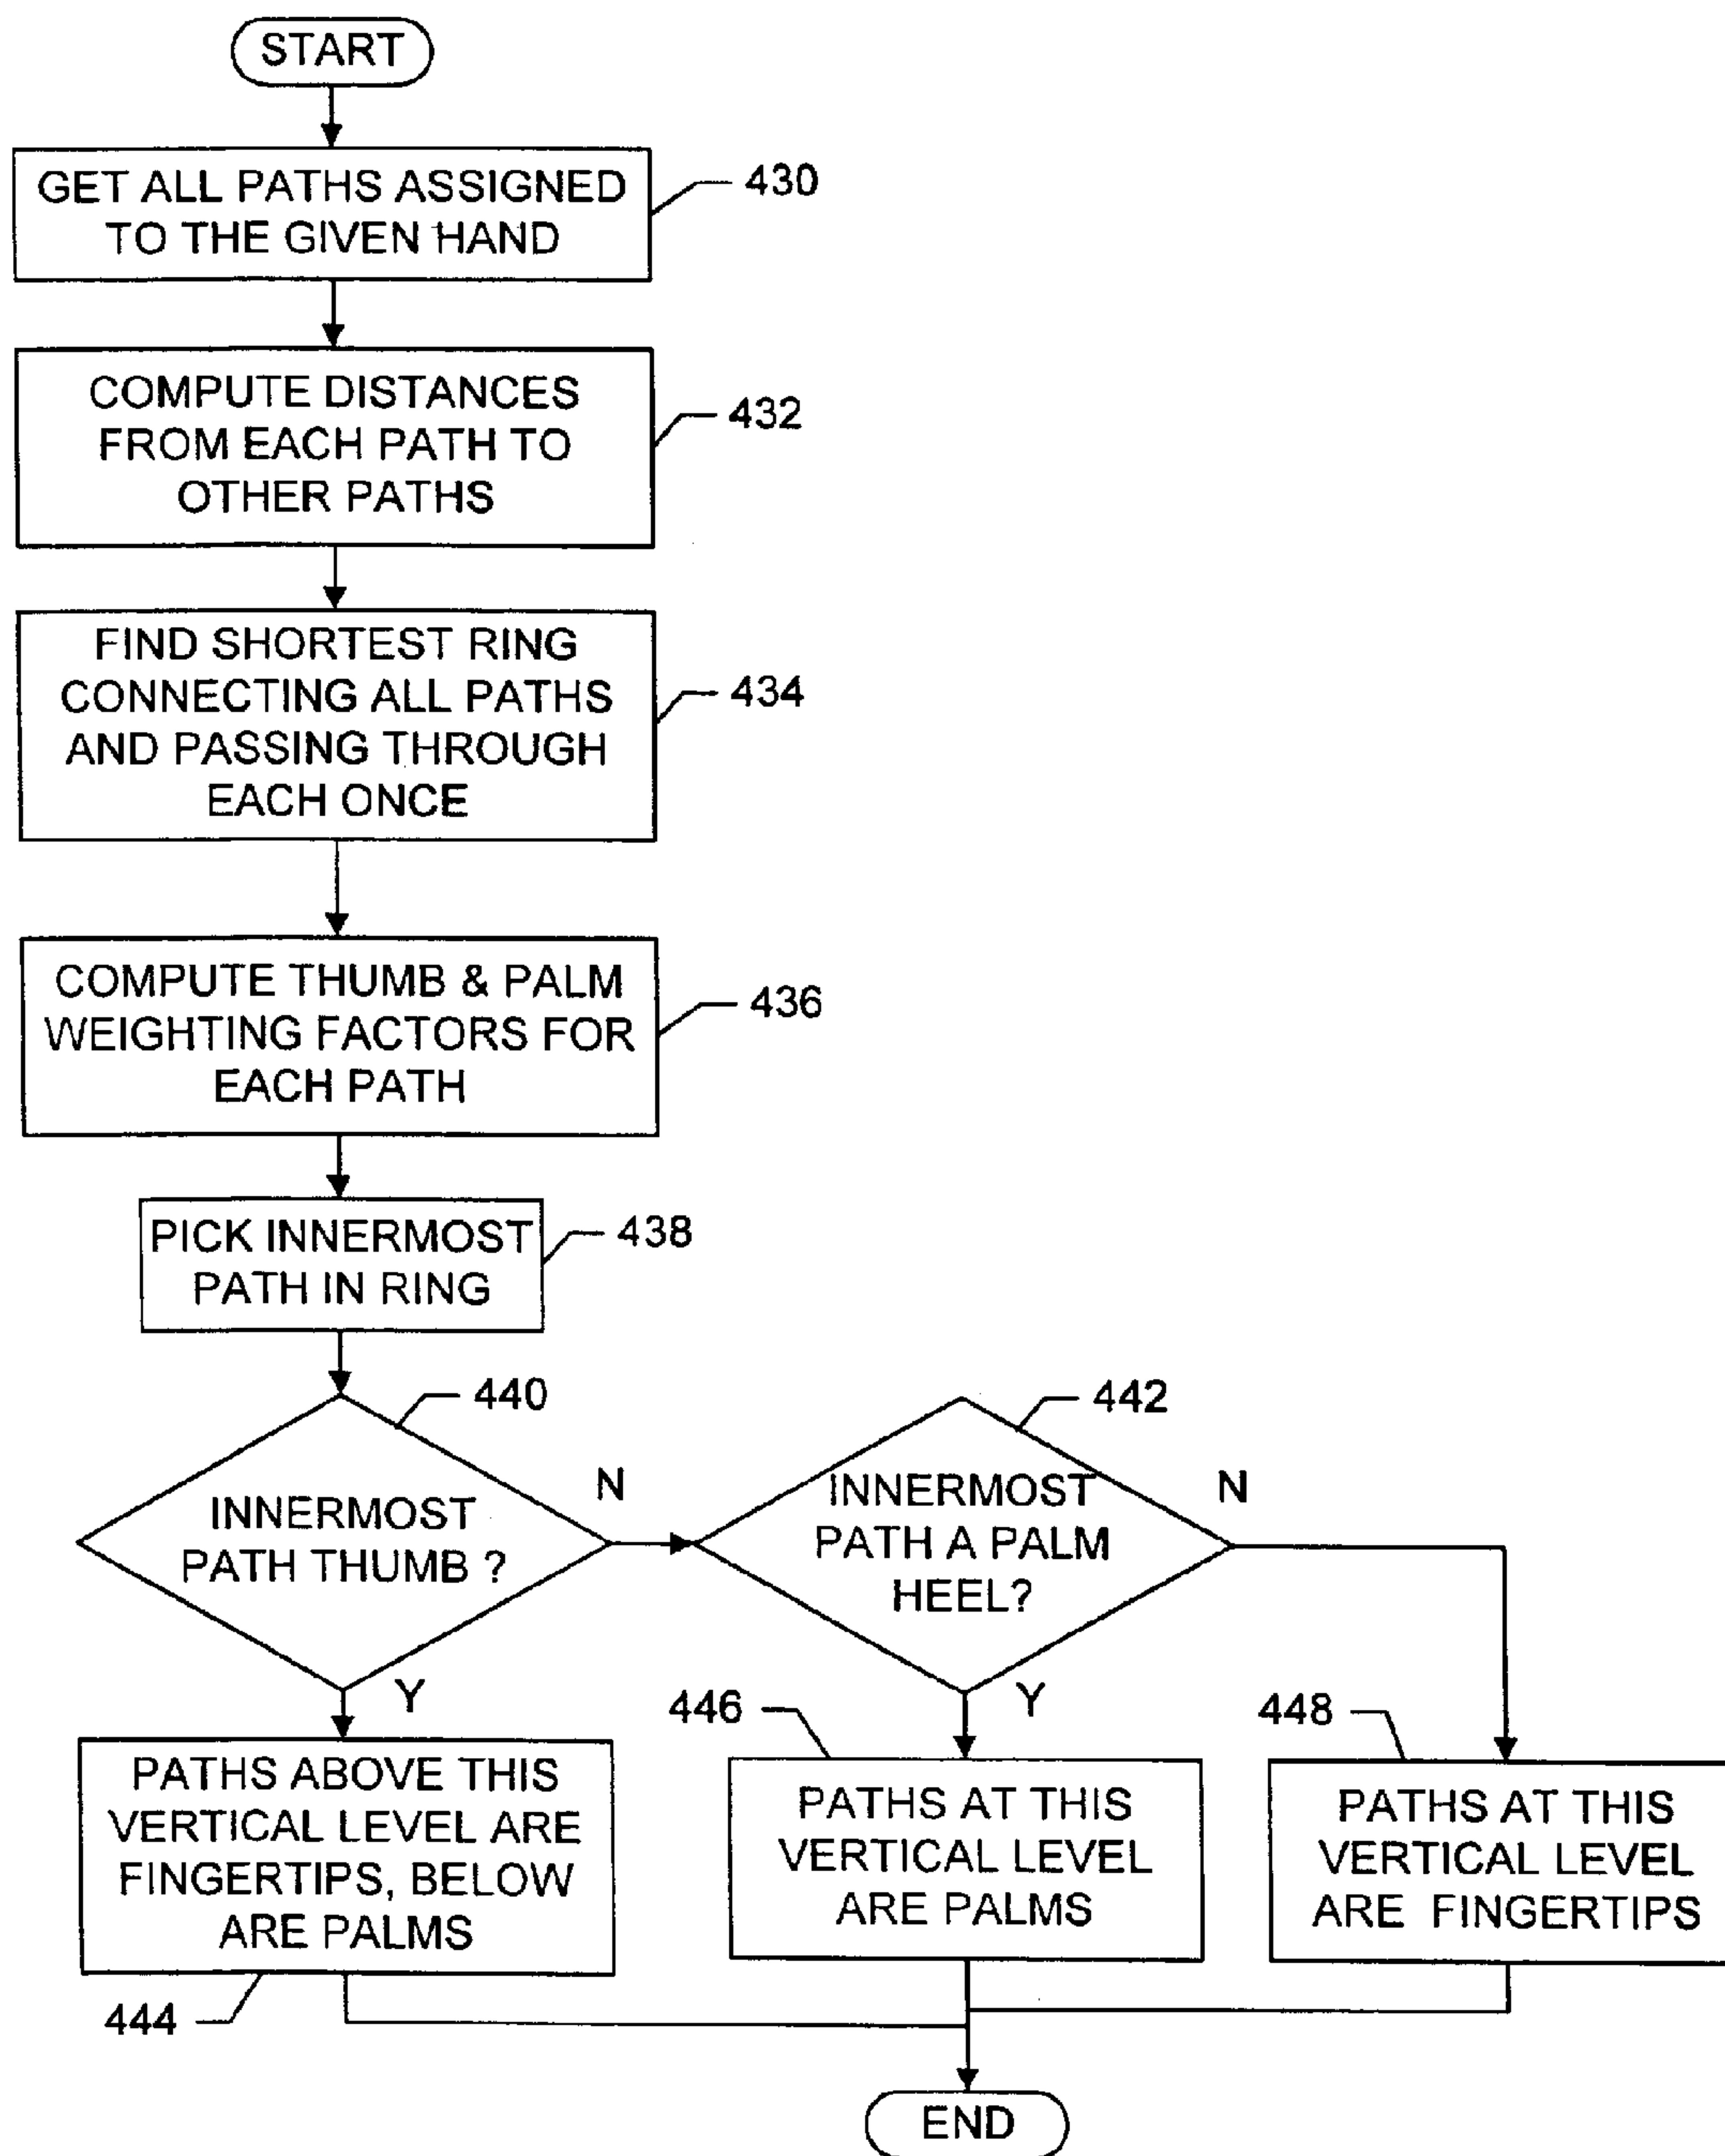 START
GET ALL PATHS ASSIGNED
TO THE GIVEN HAND
430
COMPUTE DISTANCES
FROM EACH PATH TO
OTHER PATHS
432
FIND SHORTEST RING
CONNECTING ALL PATHS
AND PASSING THROUGH
EACH ONCE
434
COMPUTE THUMB & PALM
WEIGHTING FACTORS FOR
EACH PATH
436
PICK INNERMOST
PATH IN RING
438
440
INNERMOST
PATH THUMB ?
N
Y
442
INNERMOST
PATH A PALM
HEEL?
N
Y
PATHS ABOVE THIS
VERTICAL LEVEL ARE
FINGERTIPS, BELOW
ARE PALMS
444
446
PATHS AT THIS
VERTICAL LEVEL
ARE PALMS
448
PATHS AT THIS
VERTICAL LEVEL
ARE FINGERTIPS
END